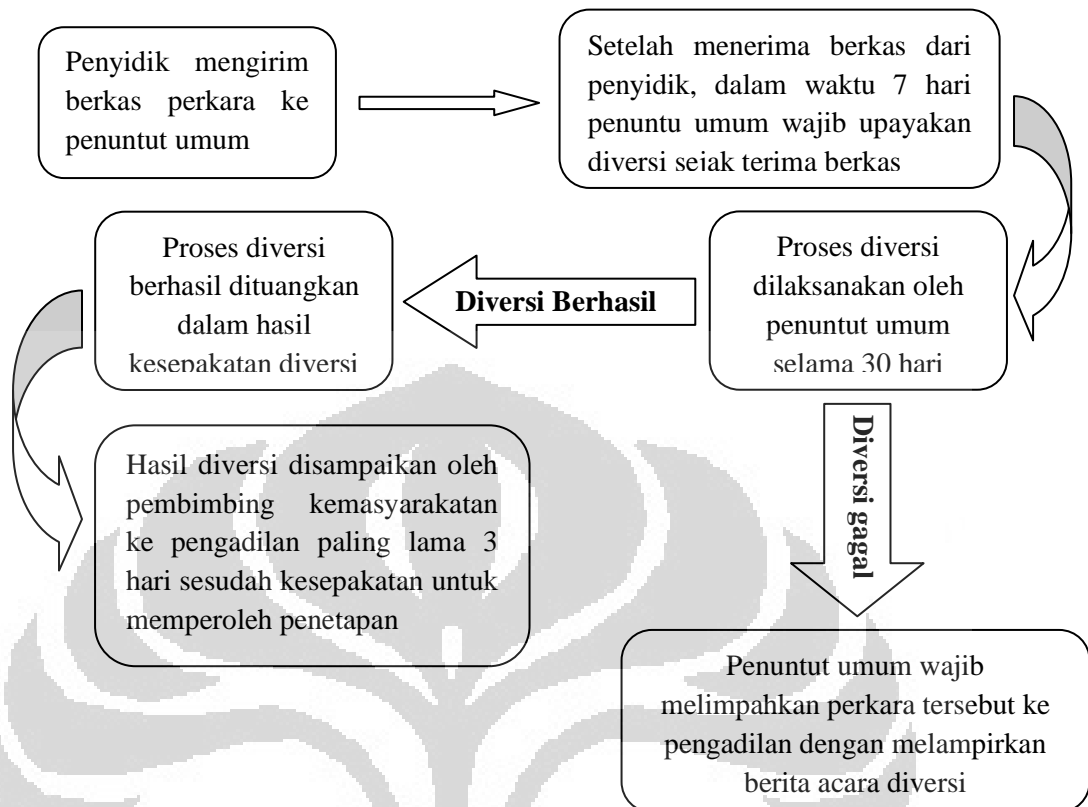 Penyidik mengirim
berkas perkara ke
penuntut umum
Setelah menerima berkas dari
penyidik, dalam waktu 7 hari
penuntu umum wajib upayakan
diversi sejak terima berkas
Proses diversi
dilaksanakan oleh
penuntut umum
selama 30 hari
Diversi Berhasil
Proses diversi
berhasil dituangkan
dalam hasil
kesepakatan diversi
Hasil diversi disampaikan oleh
pembimbing kemasyarakatan
ke pengadilan paling lama 3
hari sesudah kesepakatan untuk
memperoleh penetapan
Diversi gagal
Penuntut umum wajib
melimpahkan perkara tersebut ke
pengadilan dengan melampirkan
berita acara diversi